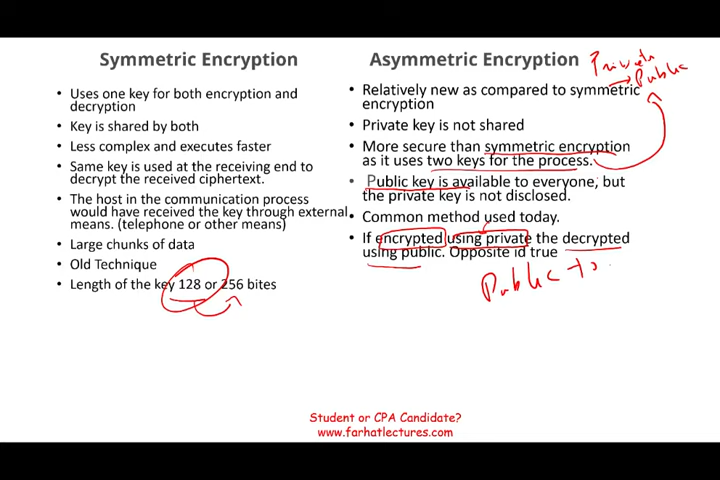 Symmetric Encryption
• Uses one key for both encryption and
decryption
• Key is shared by both
• Less complex and executes faster
• Same key is used at the receiving end to
decrypt the received ciphertext.
• The host in the communication process
would have received the key through external
means. (telephone or other means)
• Large chunks of data
• Old Technique
• Length of the key 128 or 256 bites
Asymmetric Encryption
Private
Public
• Relatively new as compared to symmetric
encryption
• Private key is not shared
• More secure than symmetric encryption
as it uses two keys for the process.
• Public key is available to everyone, but
the private key is not disclosed.
• Common method used today.
• If encrypted using private the decrypted
using public. Opposite id true
Public to
Student or CPA Candidate?
www.farhatlectures.com